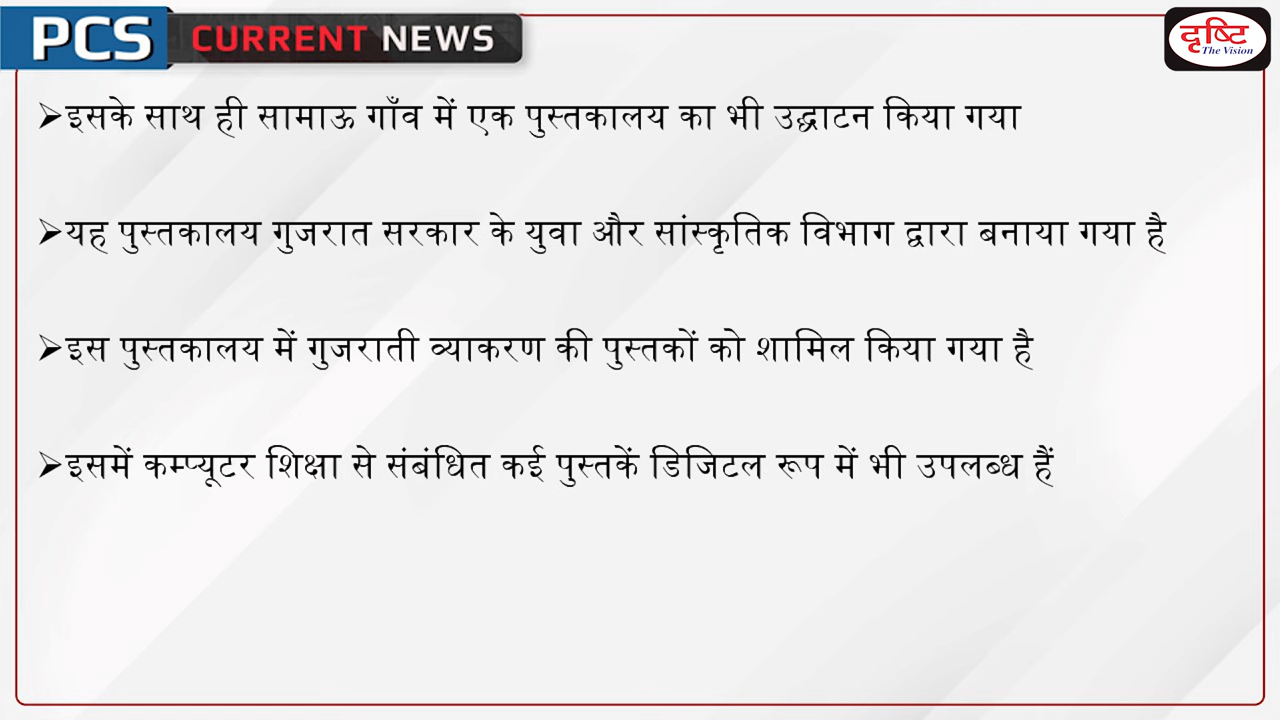 PCS CURRENT NEWS
दृष्टि
The Vision
➢इसके साथ ही सामाऊ गाँव में एक पुस्तकालय का भी उद्घाटन किया गया
➢यह पुस्तकालय गुजरात सरकार के युवा और सांस्कृतिक विभाग द्वारा बनाया गया है
➢इस पुस्तकालय में गुजराती व्याकरण की पुस्तकों को शामिल किया गया है
➢इसमें कम्प्यूटर शिक्षा से संबंधित कई पुस्तकें डिजिटल रूप में भी उपलब्ध हैं